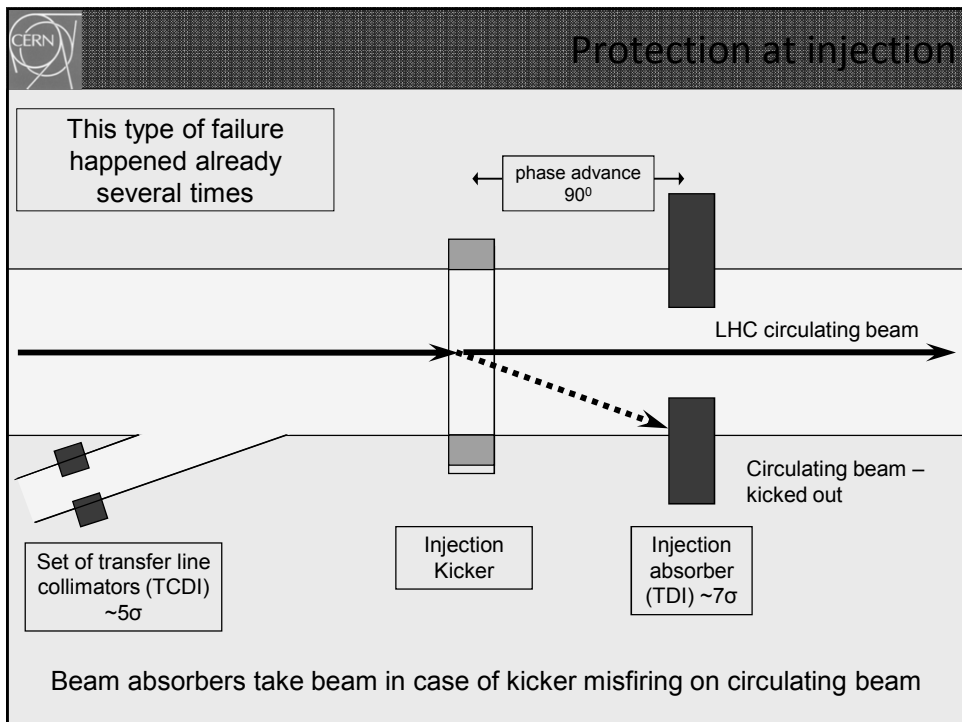 CERN
Protection at injection
This type of failure
happened already
several times
phase advance
90⁰
LHC circulating beam
Circulating beam –
kicked out
Set of transfer line
collimators (TCDI)
~5σ
Injection
Kicker
Injection
absorber
(TDI) ~7σ
Beam absorbers take beam in case of kicker misfiring on circulating beam